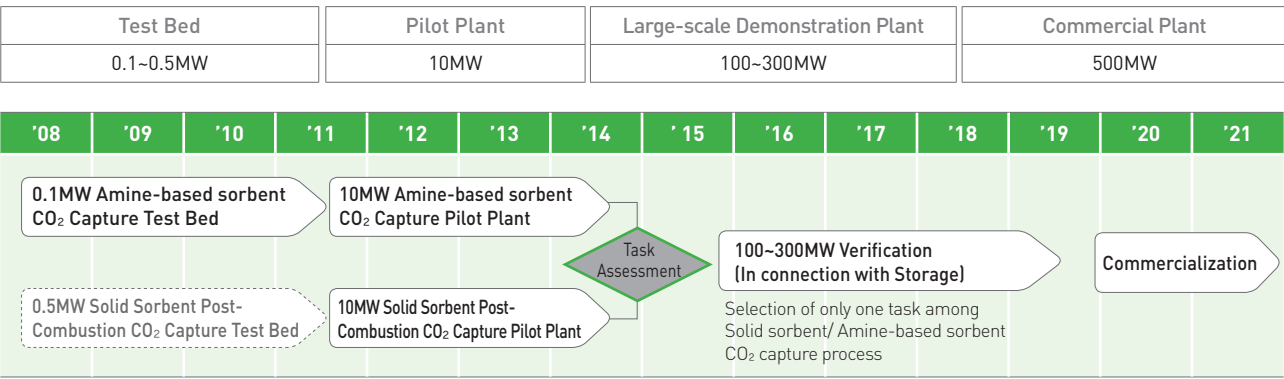 Test Bed
Pilot Plant
Large-scale Demonstration Plant
Commercial Plant
0.1~0.5MW
10MW
100~300MW
500MW
’08
’09
’10
’11
’12
’13
’14
’ 15
’16
’17
’18
’19
’20
’21
0.1MW Amine-based sorbent
CO₂ Capture Test Bed
10MW Amine-based sorbent
CO₂ Capture Pilot Plant
Task
Assessment
100~300MW Verification
(In connection with Storage)
Commercialization
0.5MW Solid Sorbent Post-
Combustion CO₂ Capture Test Bed
10MW Solid Sorbent Post-
Combustion CO₂ Capture Pilot Plant
Selection of only one task among
Solid sorbent/ Amine-based sorbent
CO₂ capture process